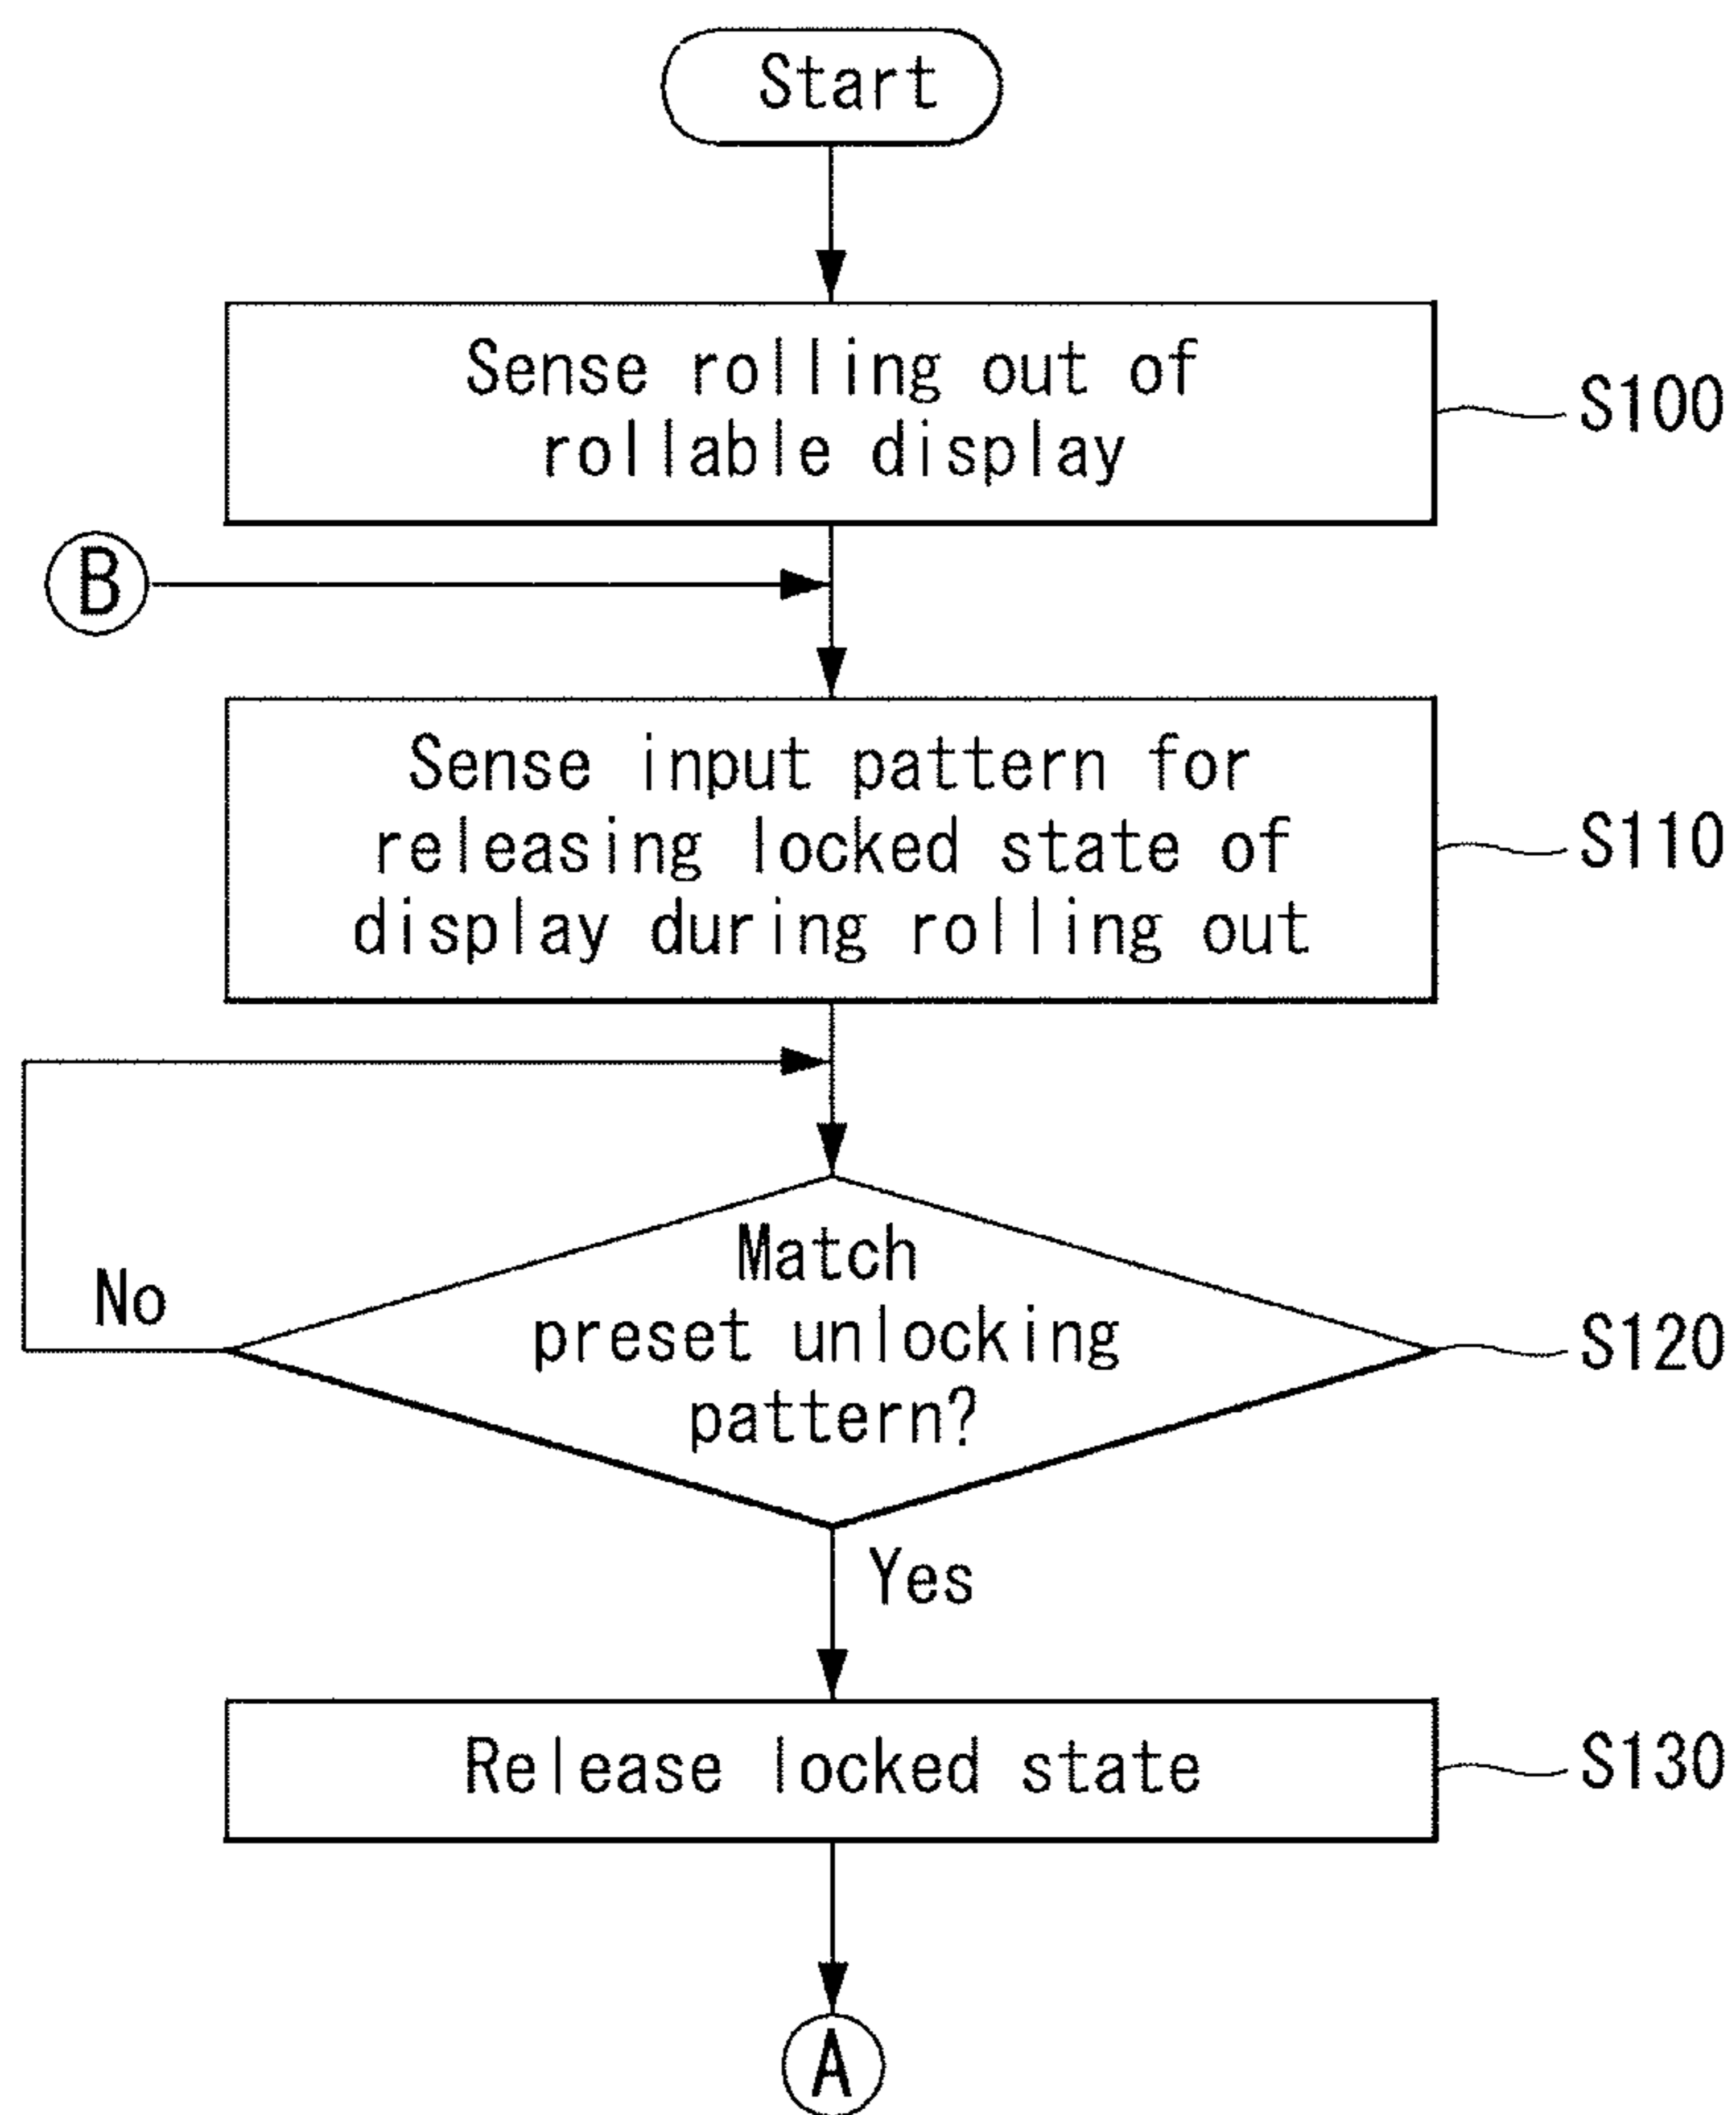 Start
Sense rolling out of
rollable display
S100
B
Sense input pattern for
releasing locked state of
display during rolling out
S110
No
Match
preset unlocking
pattern?
S120
Yes
Release locked state
S130
A